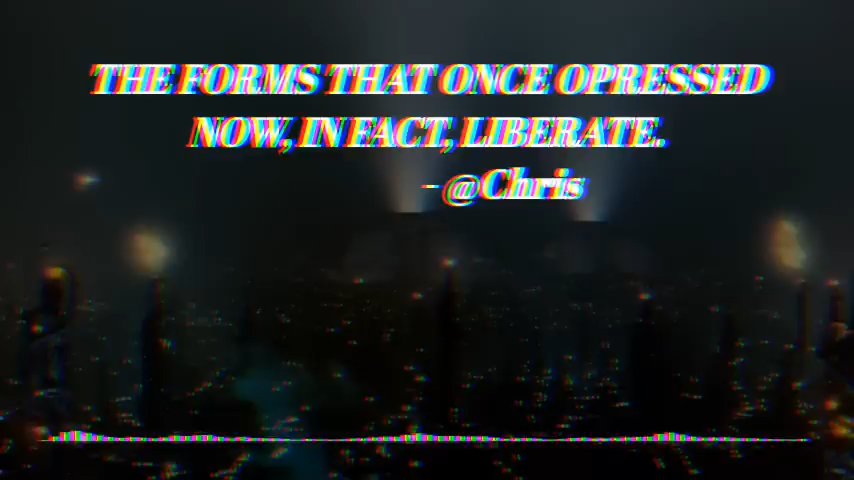 THE FORMS THAT ONCE OPRESSED
NOW, IN FACT, LIBERATE.
- @Chris